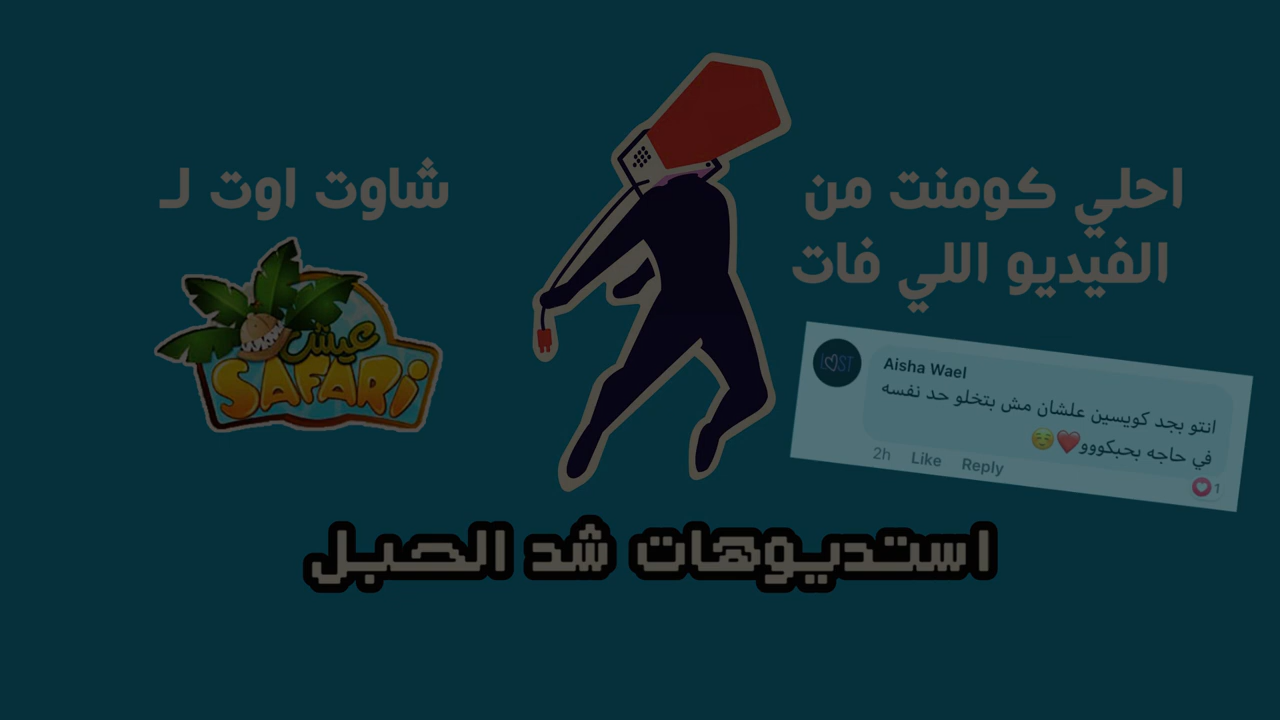 احلي كومنت من
الفيديو اللي فات
Aisha Wael
انتو بجد كويسين علشان مش بتخلو حد نفسه
في حاجه بحبكووو❤️☺️
2h Like Reply
1
LOST
شاوت اوت لـ
عيش
SAFARI
استديوهات شد الحبل